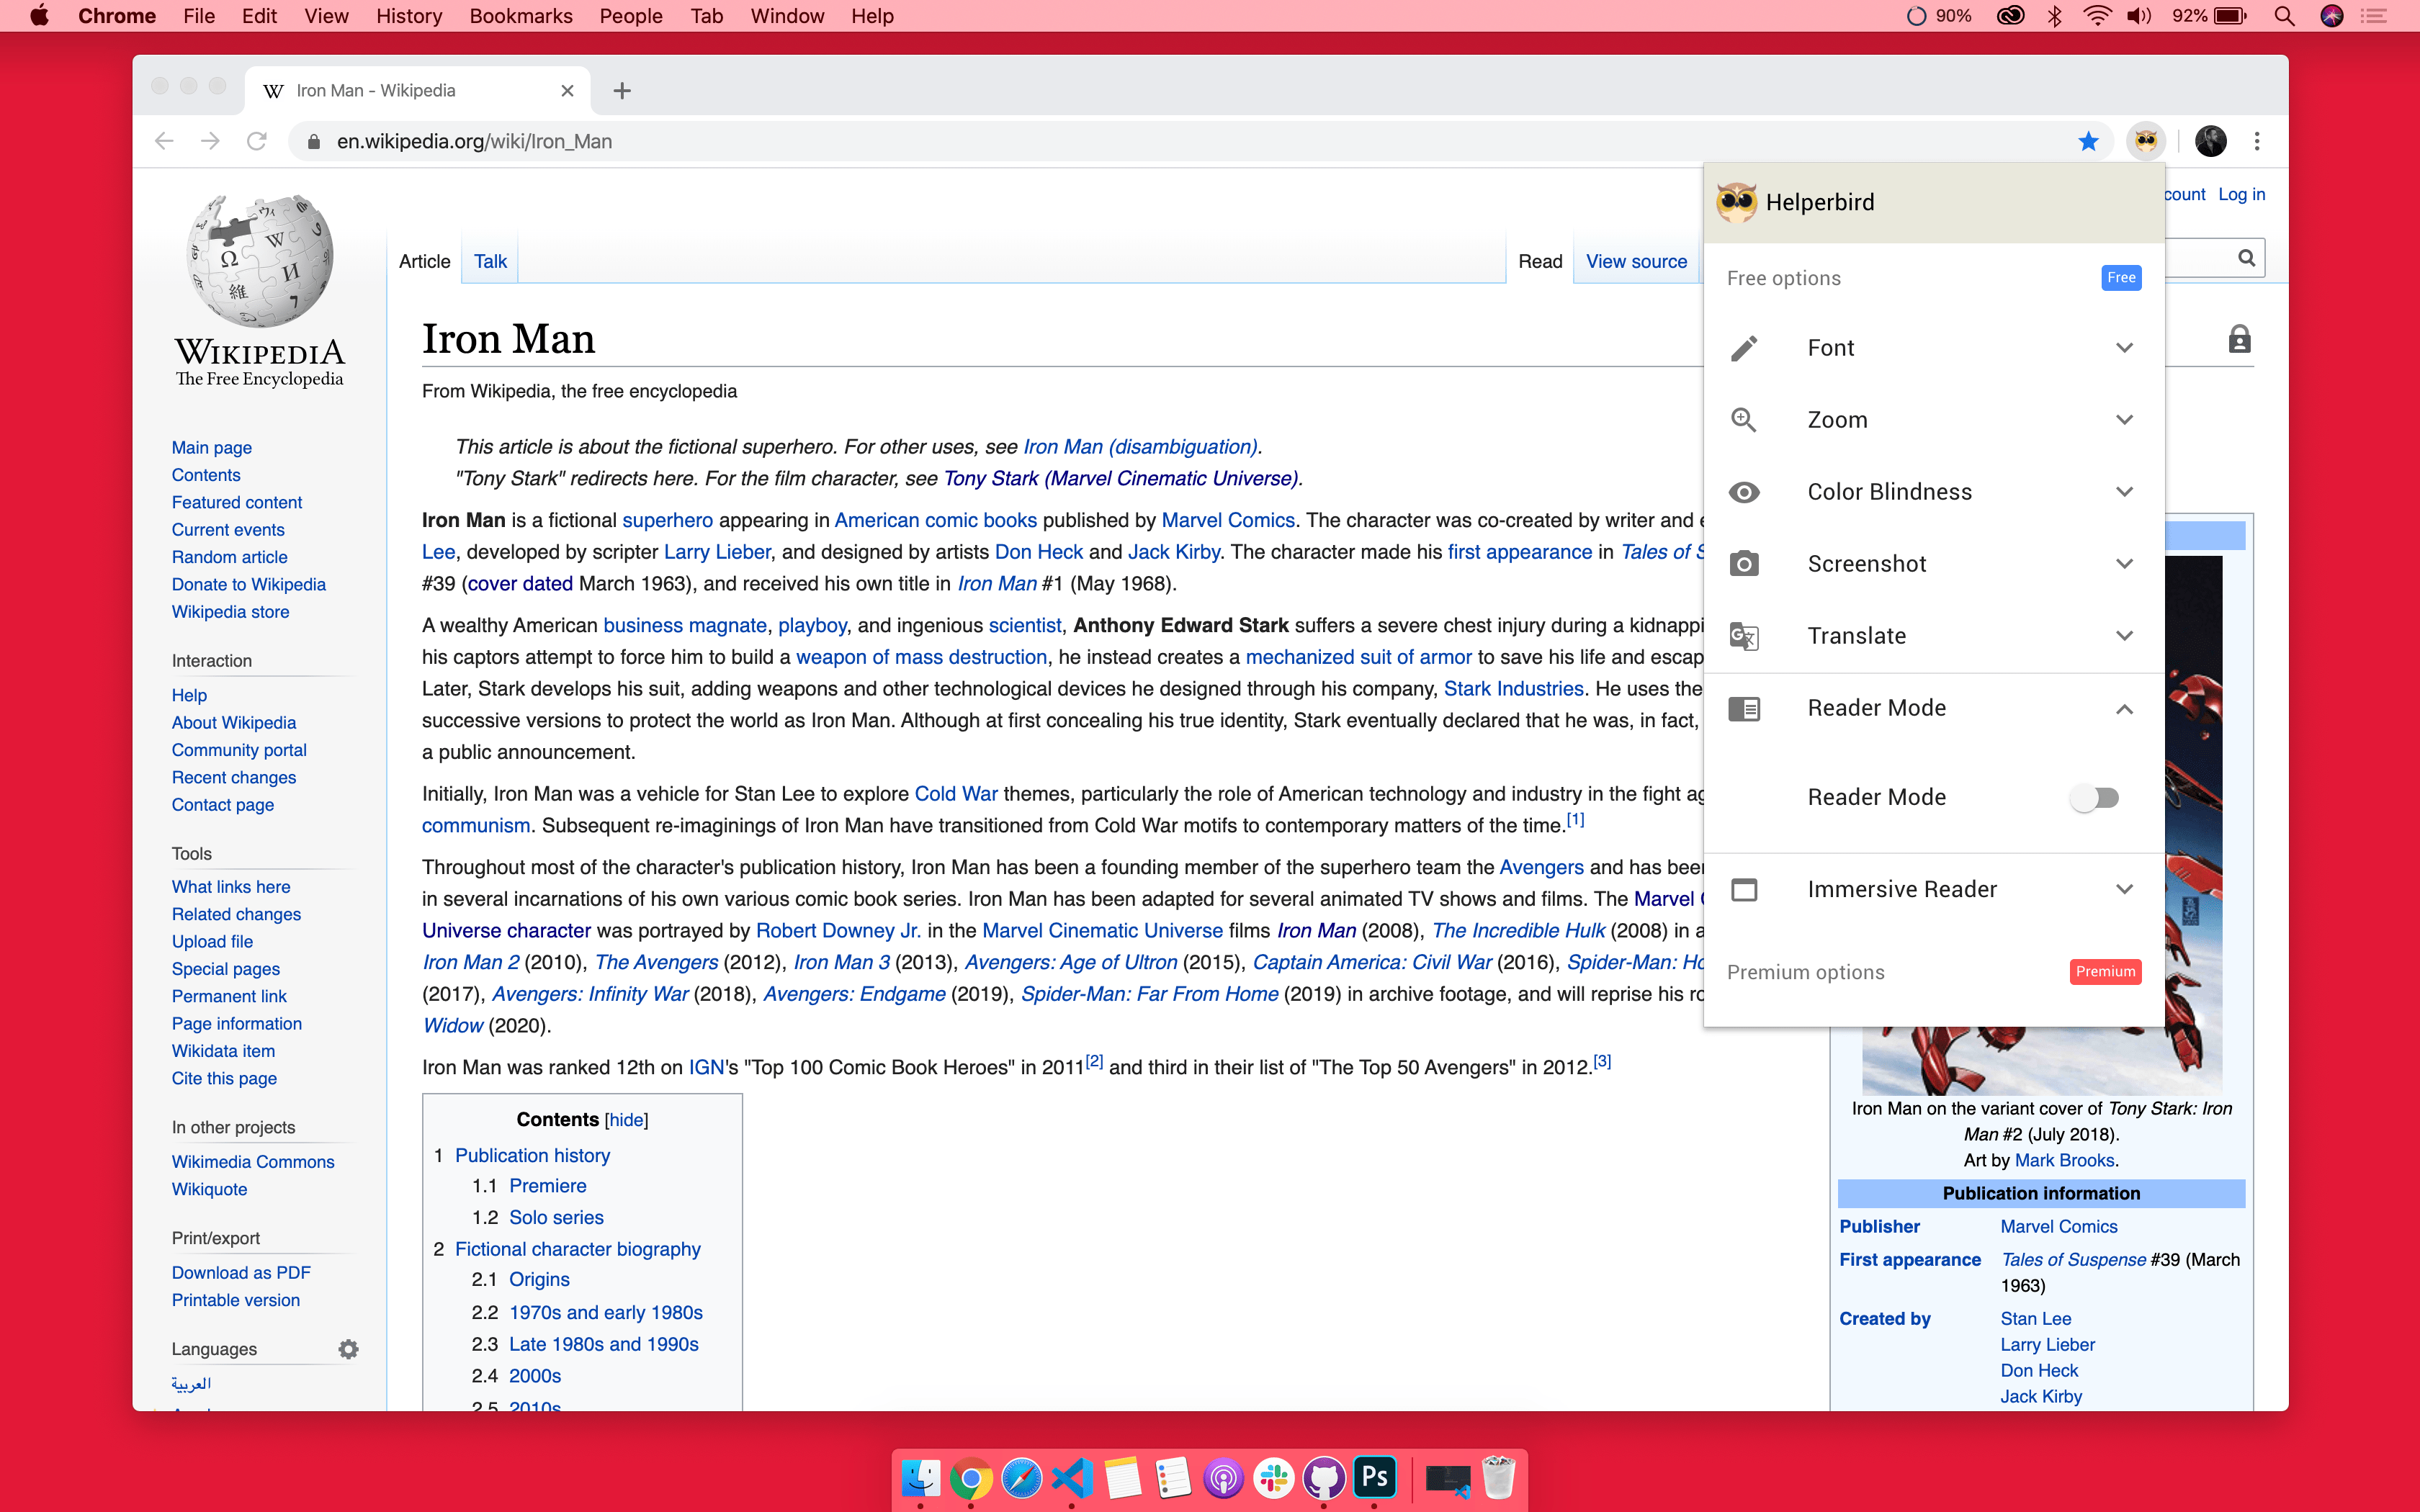 Chrome File Edit View History Bookmarks People Tab Window Help 90% 92%
Iron Man - Wikipedia
en.wikipedia.org/wiki/Iron_Man
Helperbird
Free options Free
Font
Zoom
Color Blindness
Screenshot
Translate
Reader Mode
Reader Mode
Immersive Reader
Premium options Premium
count Log in
WIKIPEDIA
The Free Encyclopedia
Main page
Contents
Featured content
Current events
Random article
Donate to Wikipedia
Wikipedia store
Interaction
Help
About Wikipedia
Community portal
Recent changes
Contact page
Tools
What links here
Related changes
Upload file
Special pages
Permanent link
Page information
Wikidata item
Cite this page
In other projects
Wikimedia Commons
Wikiquote
Print/export
Download as PDF
Printable version
Languages
العربية
Article Talk Read View source
Iron Man
From Wikipedia, the free encyclopedia
This article is about the fictional superhero. For other uses, see Iron Man (disambiguation).
"Tony Stark" redirects here. For the film character, see Tony Stark (Marvel Cinematic Universe).
Iron Man is a fictional superhero appearing in American comic books published by Marvel Comics. The character was co-created by writer and
Lee, developed by scripter Larry Lieber, and designed by artists Don Heck and Jack Kirby. The character made his first appearance in Tales of
#39 (cover dated March 1963), and received his own title in Iron Man #1 (May 1968).
A wealthy American business magnate, playboy, and ingenious scientist, Anthony Edward Stark suffers a severe chest injury during a kidnappi
his captors attempt to force him to build a weapon of mass destruction, he instead creates a mechanized suit of armor to save his life and escap
Later, Stark develops his suit, adding weapons and other technological devices he designed through his company, Stark Industries. He uses the
successive versions to protect the world as Iron Man. Although at first concealing his true identity, Stark eventually declared that he was, in fact,
a public announcement.
Initially, Iron Man was a vehicle for Stan Lee to explore Cold War themes, particularly the role of American technology and industry in the fight ag
communism. Subsequent re-imaginings of Iron Man have transitioned from Cold War motifs to contemporary matters of the time.[1]
Throughout most of the character's publication history, Iron Man has been a founding member of the superhero team the Avengers and has been
in several incarnations of his own various comic book series. Iron Man has been adapted for several animated TV shows and films. The Marvel
Universe character was portrayed by Robert Downey Jr. in the Marvel Cinematic Universe films Iron Man (2008), The Incredible Hulk (2008) in a
Iron Man 2 (2010), The Avengers (2012), Iron Man 3 (2013), Avengers: Age of Ultron (2015), Captain America: Civil War (2016), Spider-Man: Ho
(2017), Avengers: Infinity War (2018), Avengers: Endgame (2019), Spider-Man: Far From Home (2019) in archive footage, and will reprise his ro
Widow (2020).
Iron Man was ranked 12th on IGN's "Top 100 Comic Book Heroes" in 2011[2] and third in their list of "The Top 50 Avengers" in 2012.[3]
Contents [hide]
1 Publication history
1.1 Premiere
1.2 Solo series
2 Fictional character biography
2.1 Origins
2.2 1970s and early 1980s
2.3 Late 1980s and 1990s
2.4 2000s
2.5 2010s
Iron Man on the variant cover of Tony Stark: Iron
Man #2 (July 2018).
Art by Mark Brooks.
Publication information
Publisher Marvel Comics
First appearance Tales of Suspense #39 (March
1963)
Created by Stan Lee
Larry Lieber
Don Heck
Jack Kirby
Ps